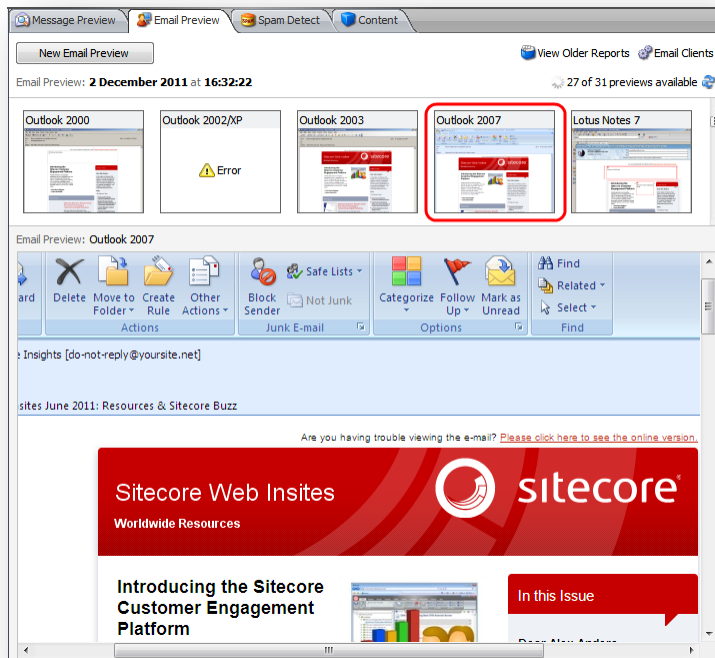 Message Preview Email Preview Spam Detect Content
New Email Preview View Older Reports Email Clients
Email Preview: 2 December 2011 at 16:32:22 27 of 31 previews available
Outlook 2000 Outlook 2002/XP Outlook 2003 Outlook 2007 Lotus Notes 7
Error
Email Preview: Outlook 2007
ard Delete Move to Folder Create Rule Other Actions
Actions
Block Sender Safe Lists Not Junk
Junk E-mail
Categorize Follow Up Mark as Unread
Options
Find
Related
Select
Find
e Insights [do-not-reply@yoursite.net]
sites June 2011: Resources & Sitecore Buzz
Are you having trouble viewing the e-mail? Please click here to see the online version.
Sitecore Web Insites
Worldwide Resources
sitecore
Introducing the Sitecore
Customer Engagement
Platform
In this Issue